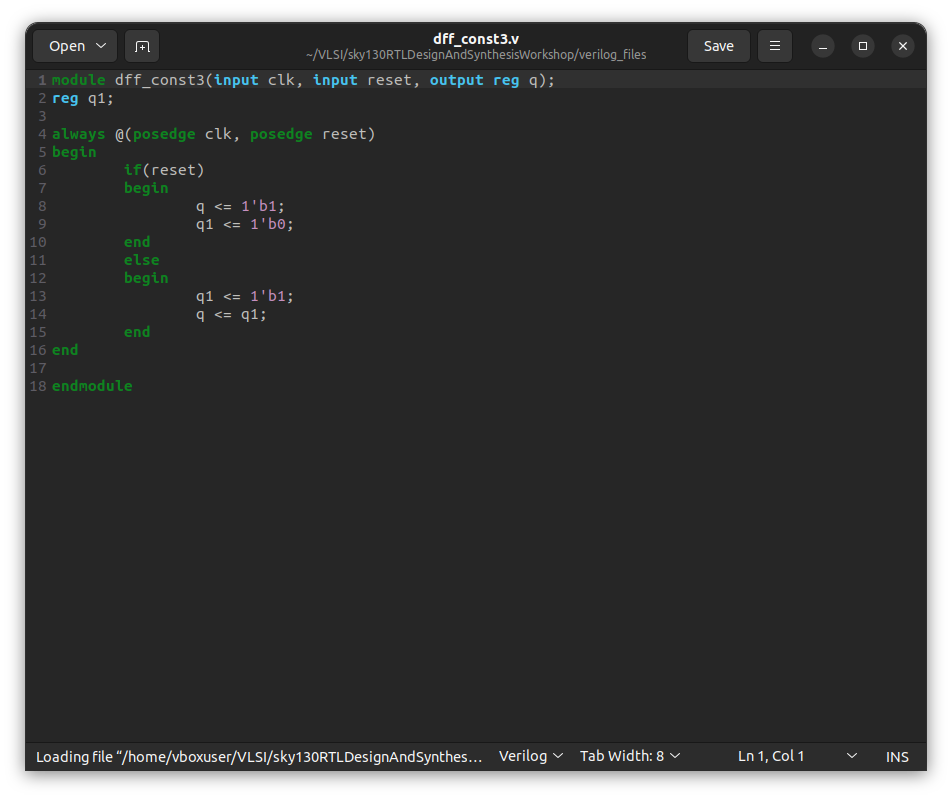 Open
dff_const3.v
~/VLSI/sky130RTLDesignAndSynthesisWorkshop/verilog_files
Save
1 module dff_const3(input clk, input reset, output reg q);
2 reg q1;
3
4 always @(posedge clk, posedge reset)
5 begin
6         if(reset)
7         begin
8                 q <= 1'b1;
9                 q1 <= 1'b0;
10         end
11         else
12         begin
13                 q1 <= 1'b1;
14                 q <= q1;
15         end
16 end
17
18 endmodule
Loading file “/home/vboxuser/VLSI/sky130RTLDesignAndSynthes… Verilog Tab Width: 8 Ln 1, Col 1 INS